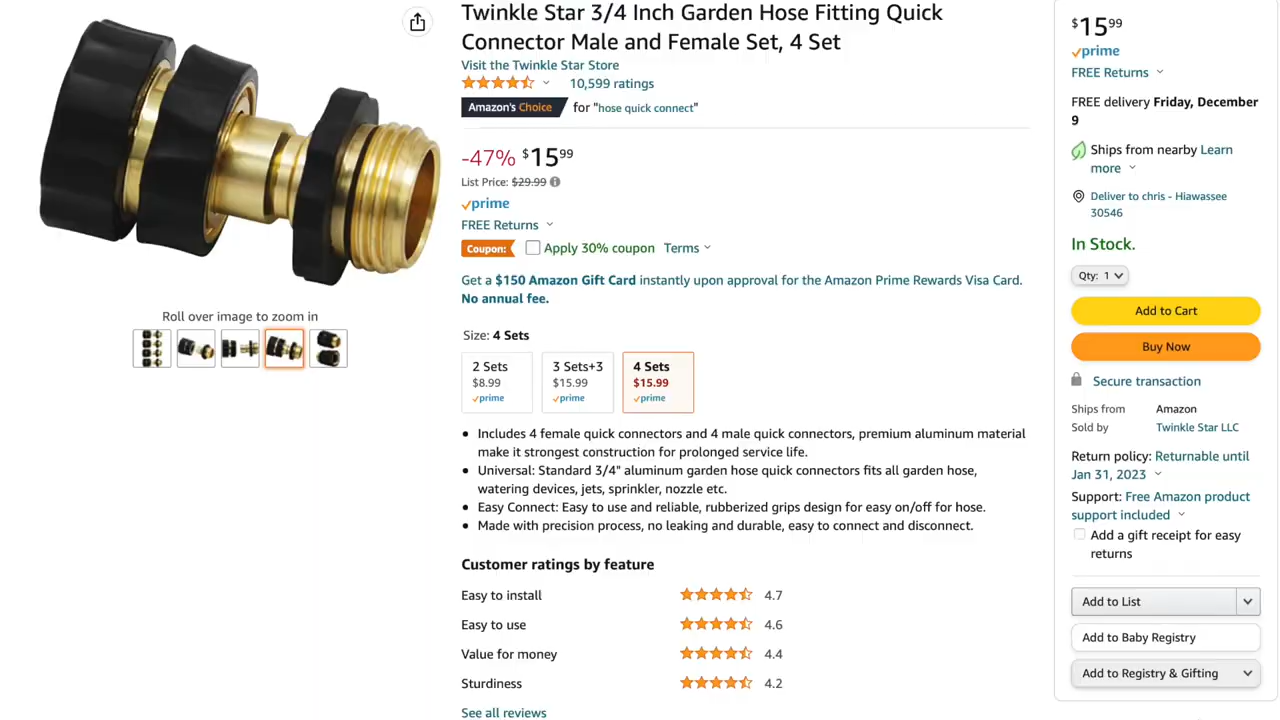 Twinkle Star 3/4 Inch Garden Hose Fitting Quick
Connector Male and Female Set, 4 Set
Visit the Twinkle Star Store
10,599 ratings
Amazon's Choice for "hose quick connect"
-47% $15 99
List Price: $29.99
prime
FREE Returns
Coupon: Apply 30% coupon Terms
Get a $150 Amazon Gift Card instantly upon approval for the Amazon Prime Rewards Visa Card.
No annual fee.
Roll over image to zoom in
Size: 4 Sets
2 Sets
$8.99
prime
3 Sets+3
$15.99
prime
4 Sets
$15.99
prime
• Includes 4 female quick connectors and 4 male quick connectors, premium aluminum material
make it strongest construction for prolonged service life.
• Universal: Standard 3/4" aluminum garden hose quick connectors fits all garden hose,
watering devices, jets, sprinkler, nozzle etc.
• Easy Connect: Easy to use and reliable, rubberized grips design for easy on/off for hose.
• Made with precision process, no leaking and durable, easy to connect and disconnect.
Customer ratings by feature
Easy to install 4.7
Easy to use 4.6
Value for money 4.4
Sturdiness 4.2
See all reviews
$15 99
prime
FREE Returns
FREE delivery Friday, December
9
Ships from nearby Learn
more
Deliver to chris - Hiawassee
30546
In Stock.
Qty: 1
Add to Cart
Buy Now
Secure transaction
Ships from Amazon
Sold by Twinkle Star LLC
Return policy: Returnable until
Jan 31, 2023
Support: Free Amazon product
support included
Add a gift receipt for easy
returns
Add to List
Add to Baby Registry
Add to Registry & Gifting